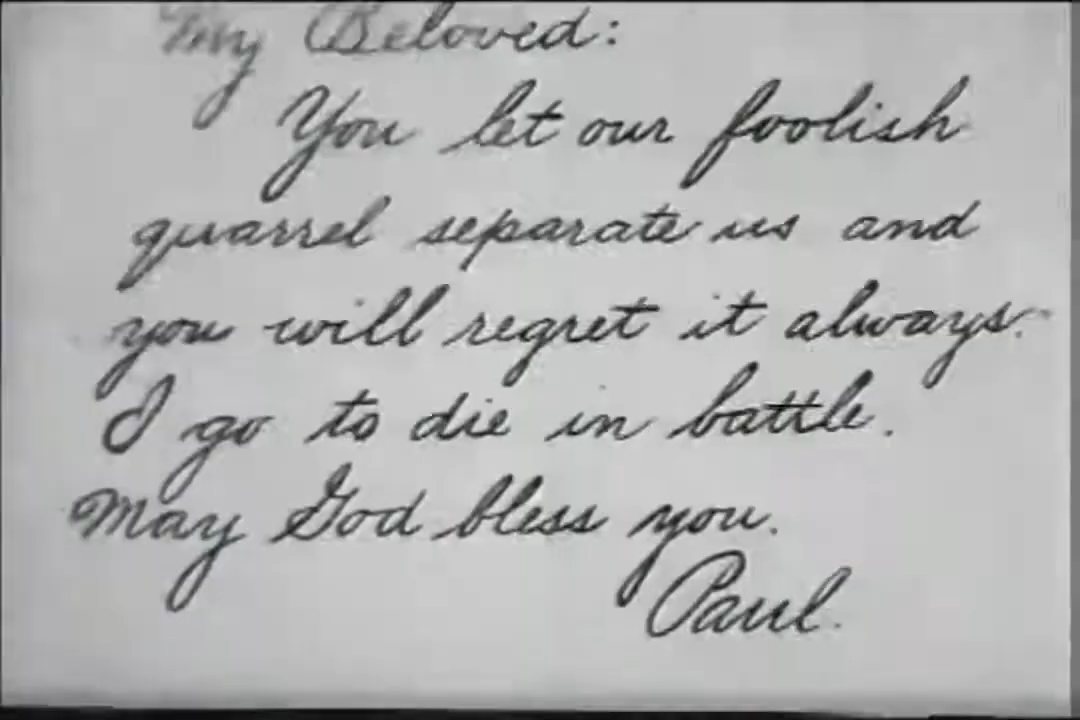 My Beloved:
You let our foolish
quarrel separate us and
you will regret it always.
I go to die in battle.
May God bless you.
Paul.